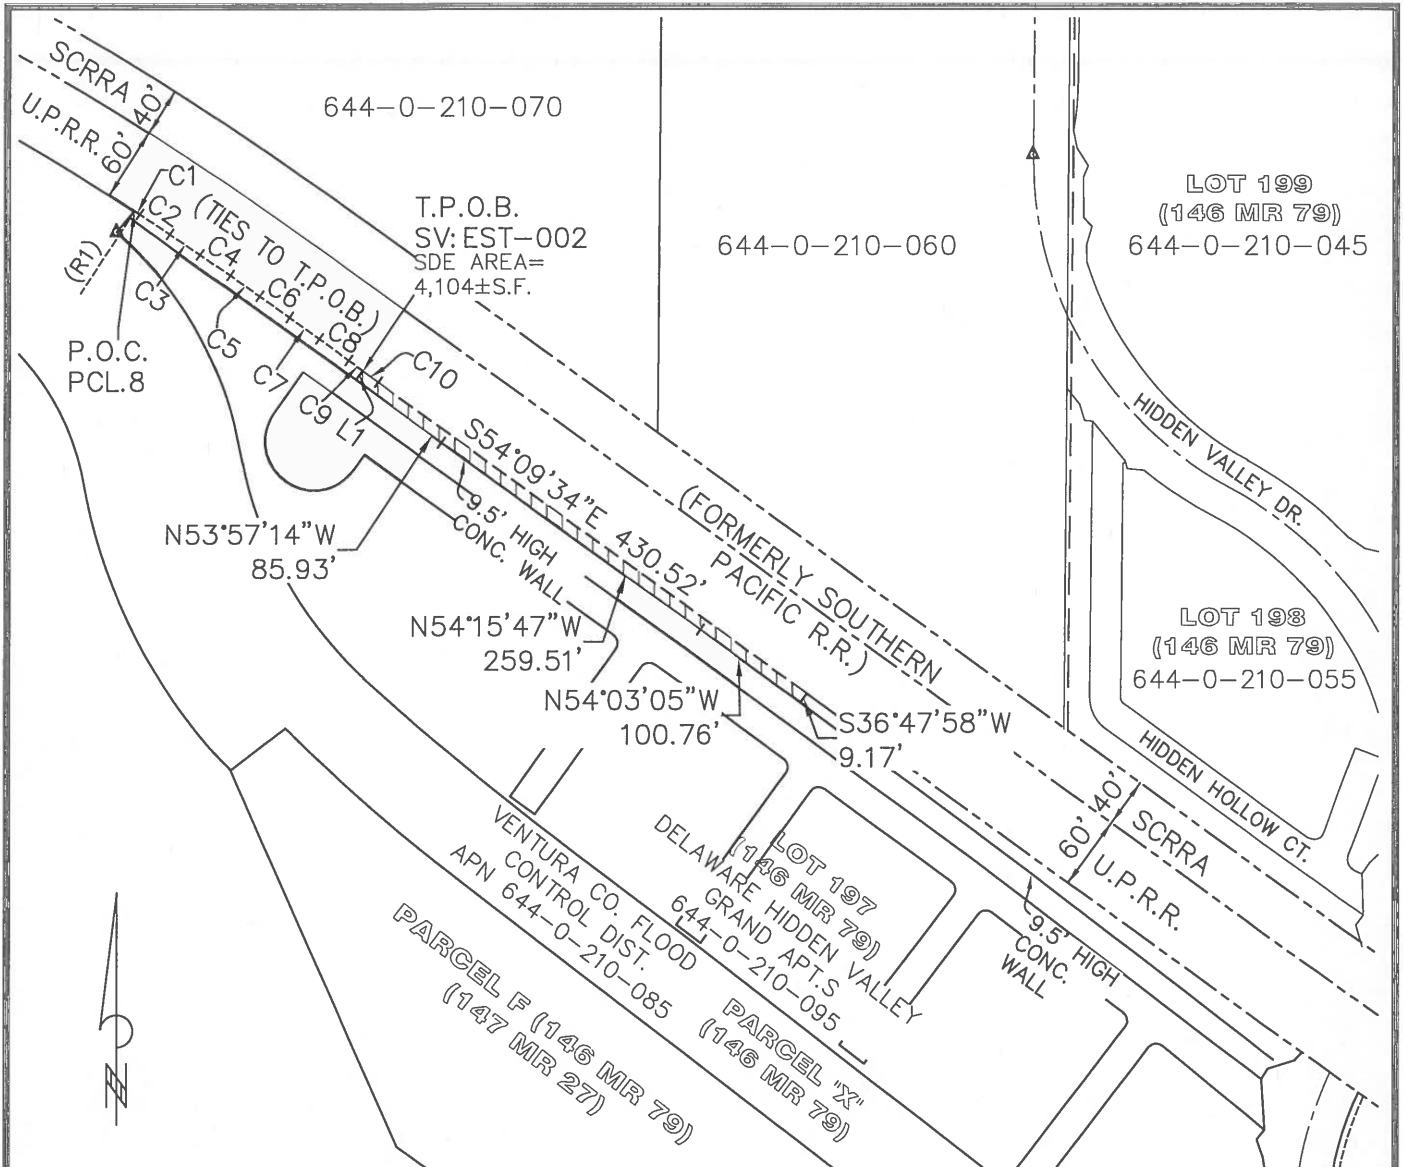 SCRRA
40'
U.P.R.R.
60'
644-0-210-070
C1
C2
(TIES TO T.P.O.B.)
C4
C6
C8
(R1)
C3
C5
C7
C9
L1
C10
P.O.C.
PCL.8
T.P.O.B.
SV: EST-002
SDE AREA=
4,104±S.F.
644-0-210-060
LOT 199
(146 MR 79)
644-0-210-045
HIDDEN VALLEY DR.
S54°09'34"E 430.52'
9.5' HIGH
CONC. WALL
N53°57'14"W
85.93'
(FORMERLY SOUTHERN
PACIFIC R.R.)
N54°15'47"W
259.51'
N54°03'05"W
100.76'
S36°47'58"W
9.17'
LOT 198
(146 MR 79)
644-0-210-055
HIDDEN HOLLOW CT.
40'
60'
SCRRA
U.P.R.R.
9.5' HIGH
CONC.
WALL
LOT 197
(146 MR 79)
DELAWARE HIDDEN VALLEY
GRAND APT.S
644-0-210-095
VENTURA CO. FLOOD
CONTROL DIST.
APN 644-0-210-085
PARCEL F (146 MR 79)
(147 MR 27)
PARCEL "X"
(146 MR 79)
N